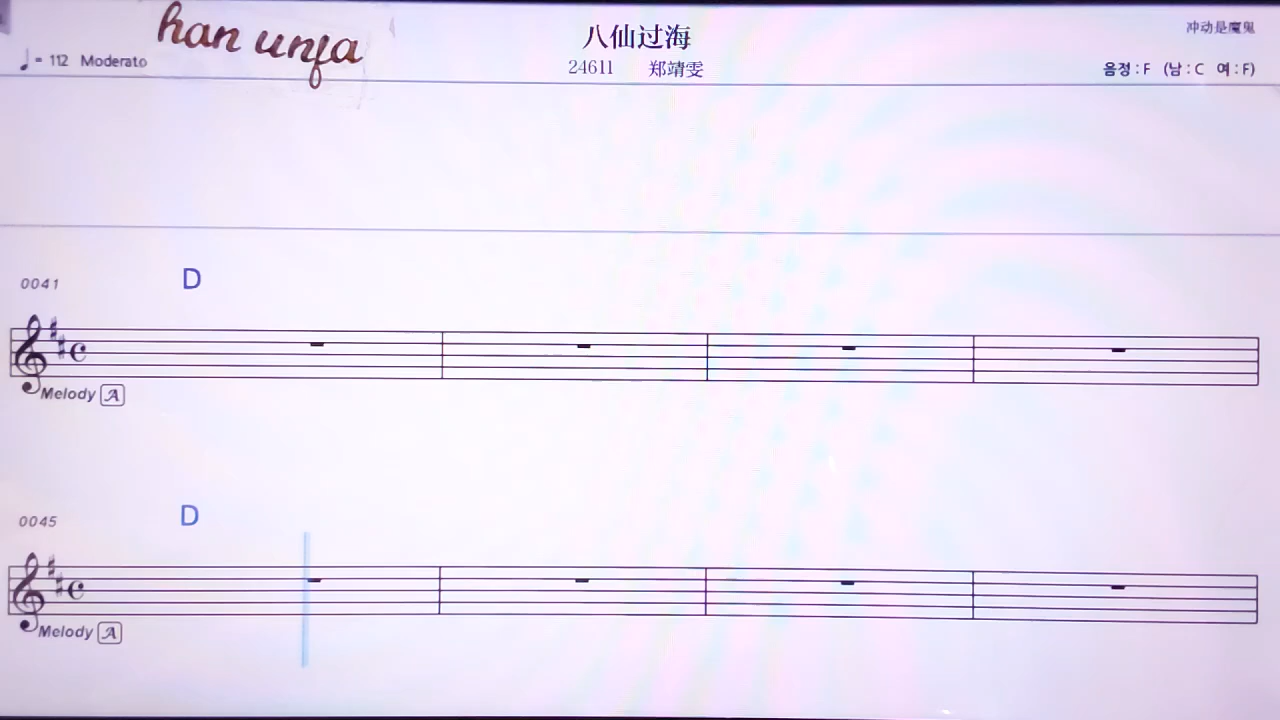 han unfa
八仙过海
冲动是魔鬼
♩= 112 Moderato
24611 郑靖雯
음정 : F (남 : C 여 : F)
0041 D
Melody A
0045 D
Melody A